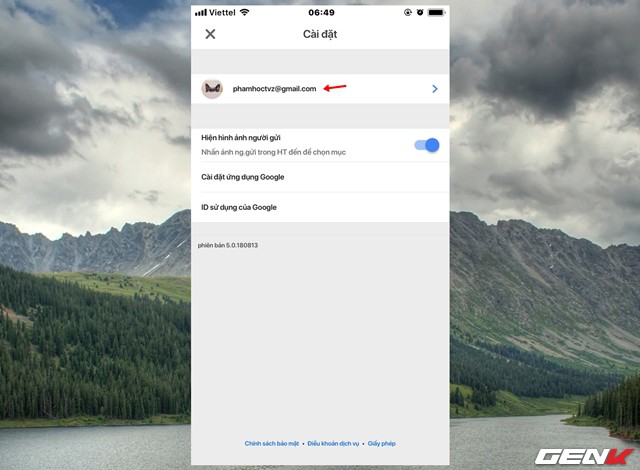 Viettel 06:49
Cài đặt
phamhoctvz@gmail.com
Hiện hình ảnh người gửi
Nhấn ảnh ng.gửi trong HT đến để chọn mục
Cài đặt ứng dụng Google
ID sử dụng của Google
phiên bản 5.0.180813
Chính sách bảo mật • Điều khoản dịch vụ • Giấy phép
GENK